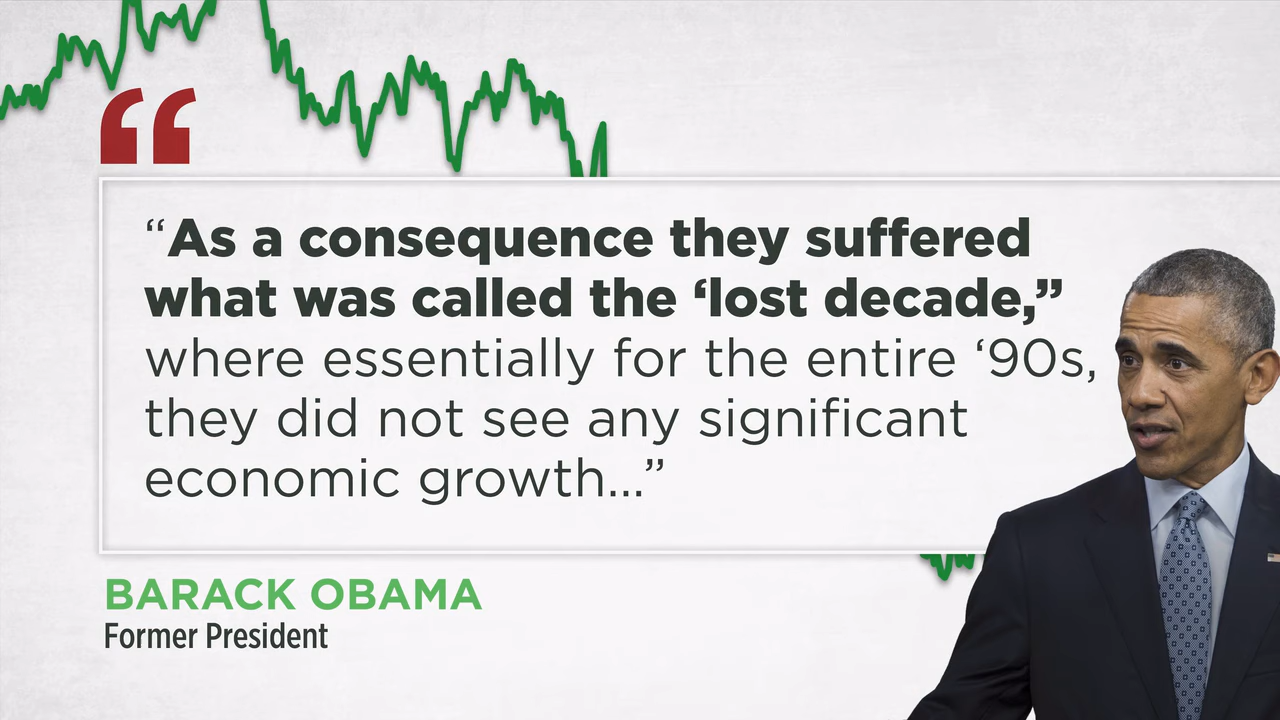 “
“As a consequence they suffered
what was called the ‘lost decade,”
where essentially for the entire ‘90s,
they did not see any significant
economic growth...”
BARACK OBAMA
Former President